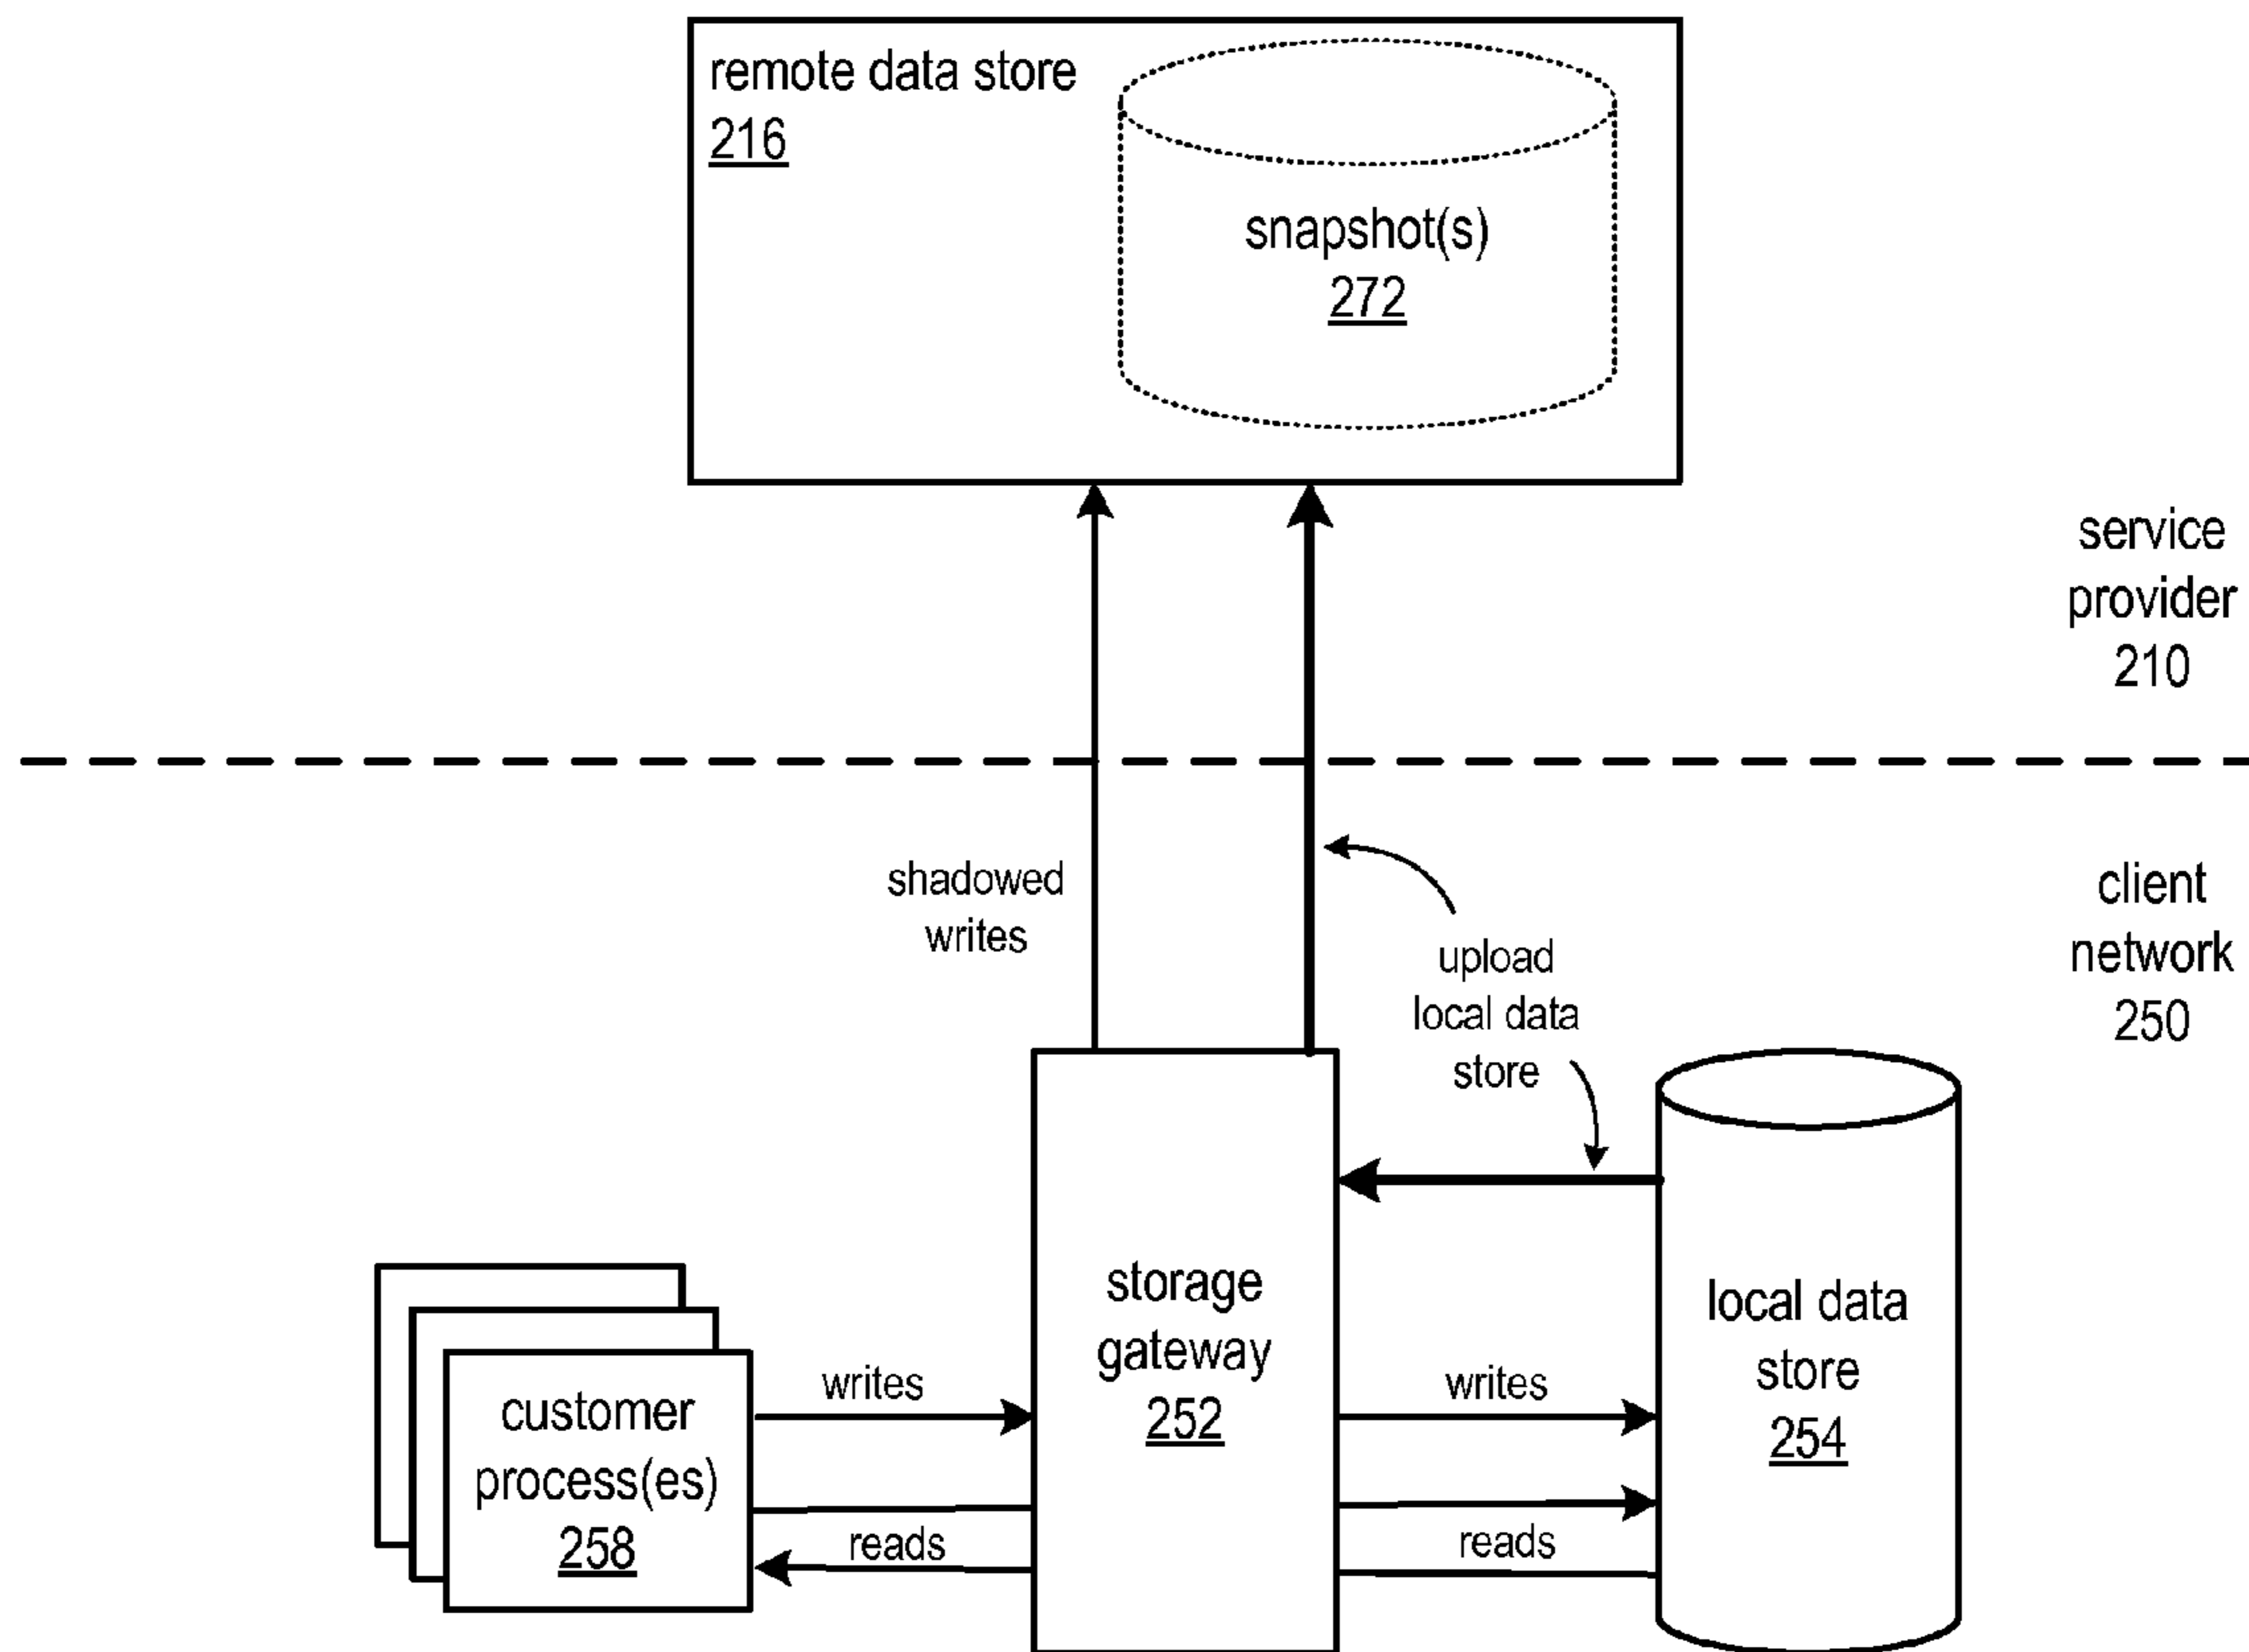 remote data store
216
snapshot(s)
272
service
provider
210
client
network
250
shadowed
writes
upload
local data
store
storage
gateway
252
local data
store
254
customer
process(es)
258
writes
reads
writes
reads